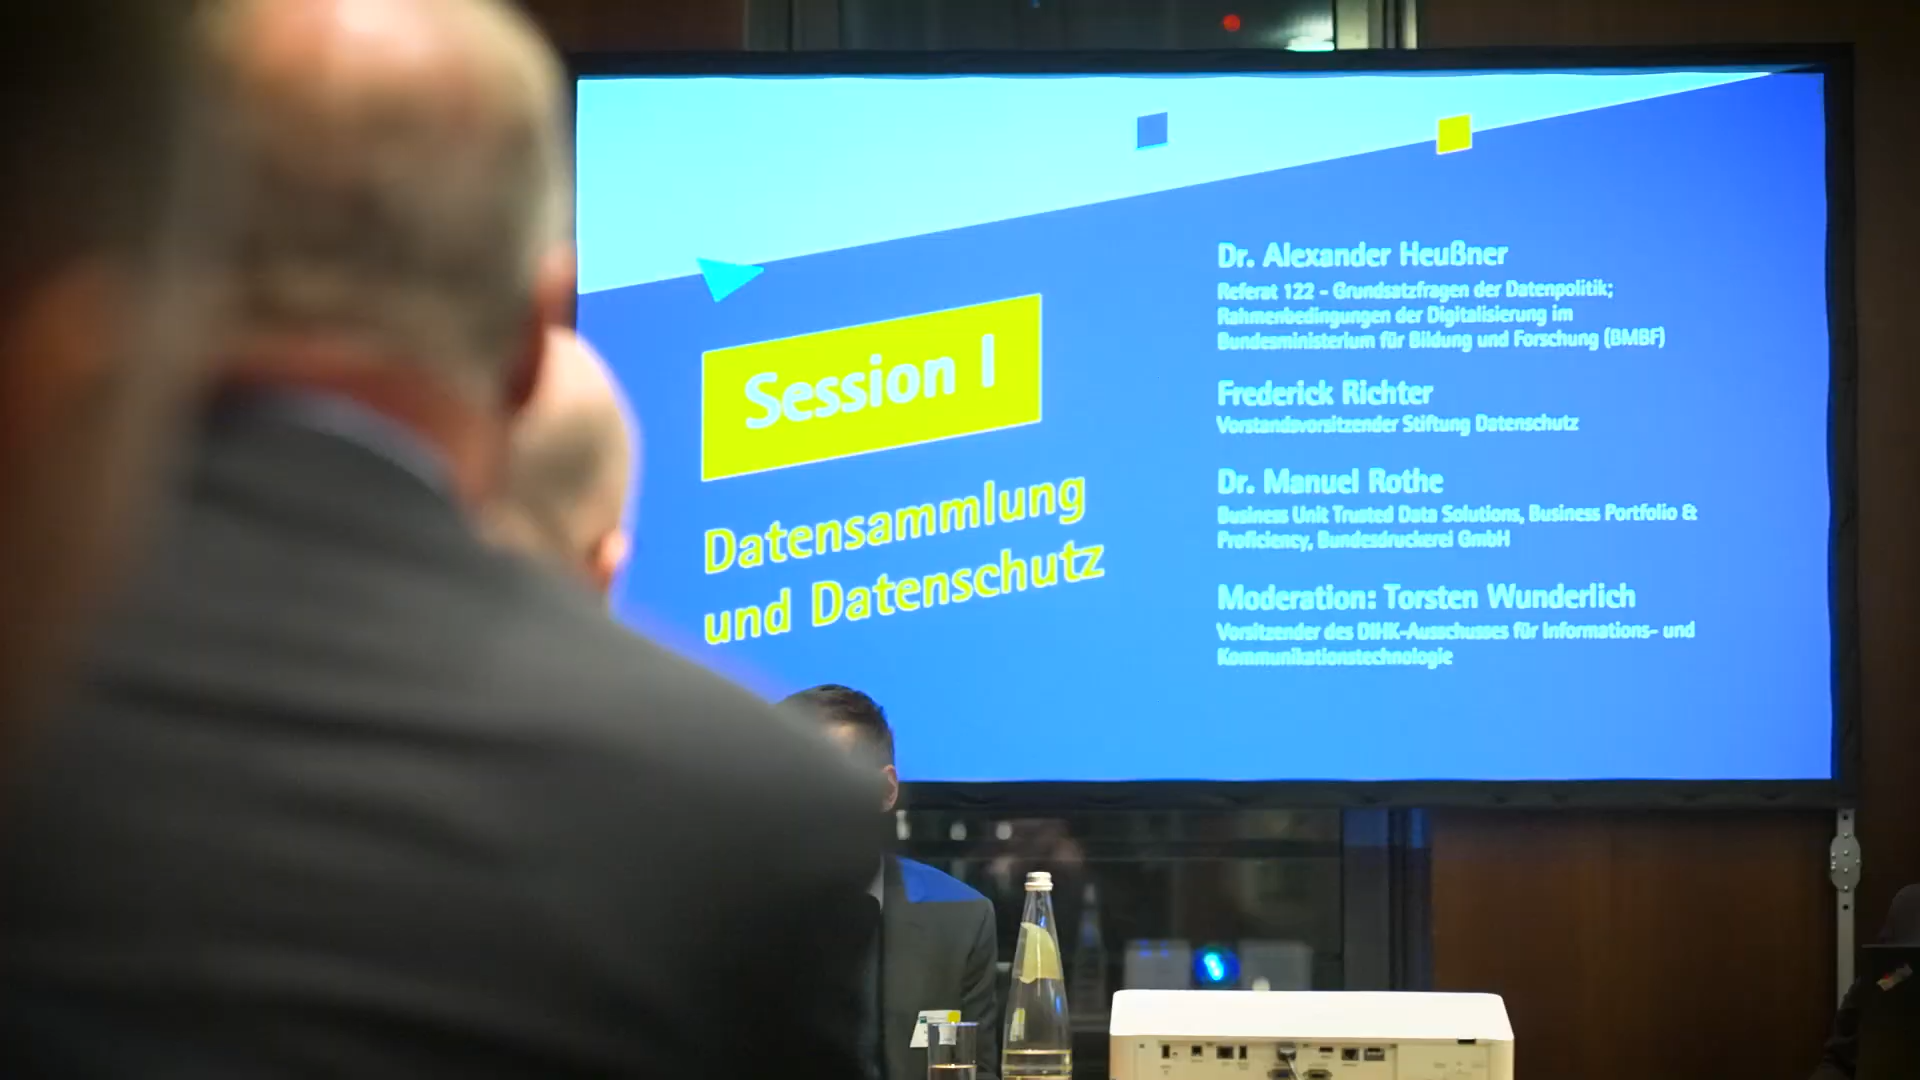 Session I
Datensammlung
und Datenschutz
Dr. Alexander Heußner
Referat 122 - Grundsatzfragen der Datenpolitik;
Rahmenbedingungen der Digitalisierung im
Bundesministerium für Bildung und Forschung (BMBF)
Frederick Richter
Vorstandsvorsitzender Stiftung Datenschutz
Dr. Manuel Rothe
Business Unit Trusted Data Solutions, Business Portfolio &
Proficiency, Bundesdruckerei GmbH
Moderation: Torsten Wunderlich
Vorsitzender des DIHK-Ausschusses für Informations- und
Kommunikationstechnologie